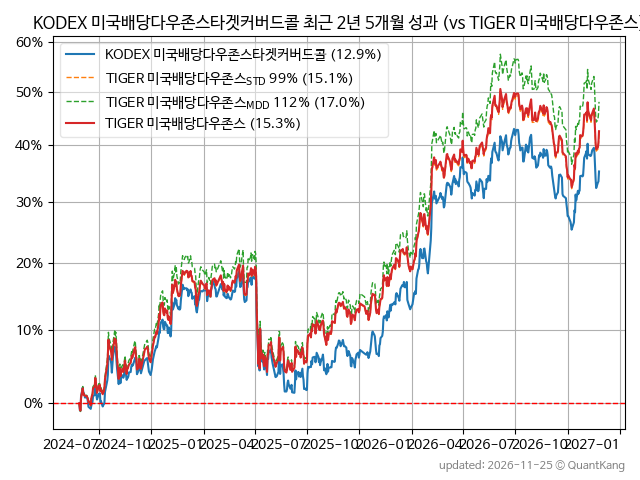 KODEX 미국배당다우존스타겟커버드콜 최근 2년 5개월 성과 (vs TIGER 미국배당다우존스)
KODEX 미국배당다우존스타겟커버드콜 (12.9%)
TIGER 미국배당다우존스STD 99% (15.1%)
TIGER 미국배당다우존스MDD 112% (17.0%)
TIGER 미국배당다우존스 (15.3%)
60%
50%
40%
30%
20%
10%
0%
2024-07 2024-10 2025-01 2025-04 2025-07 2025-10 2026-01 2026-04 2026-07 2026-10 2027-01
updated: 2026-11-25 © QuantKang